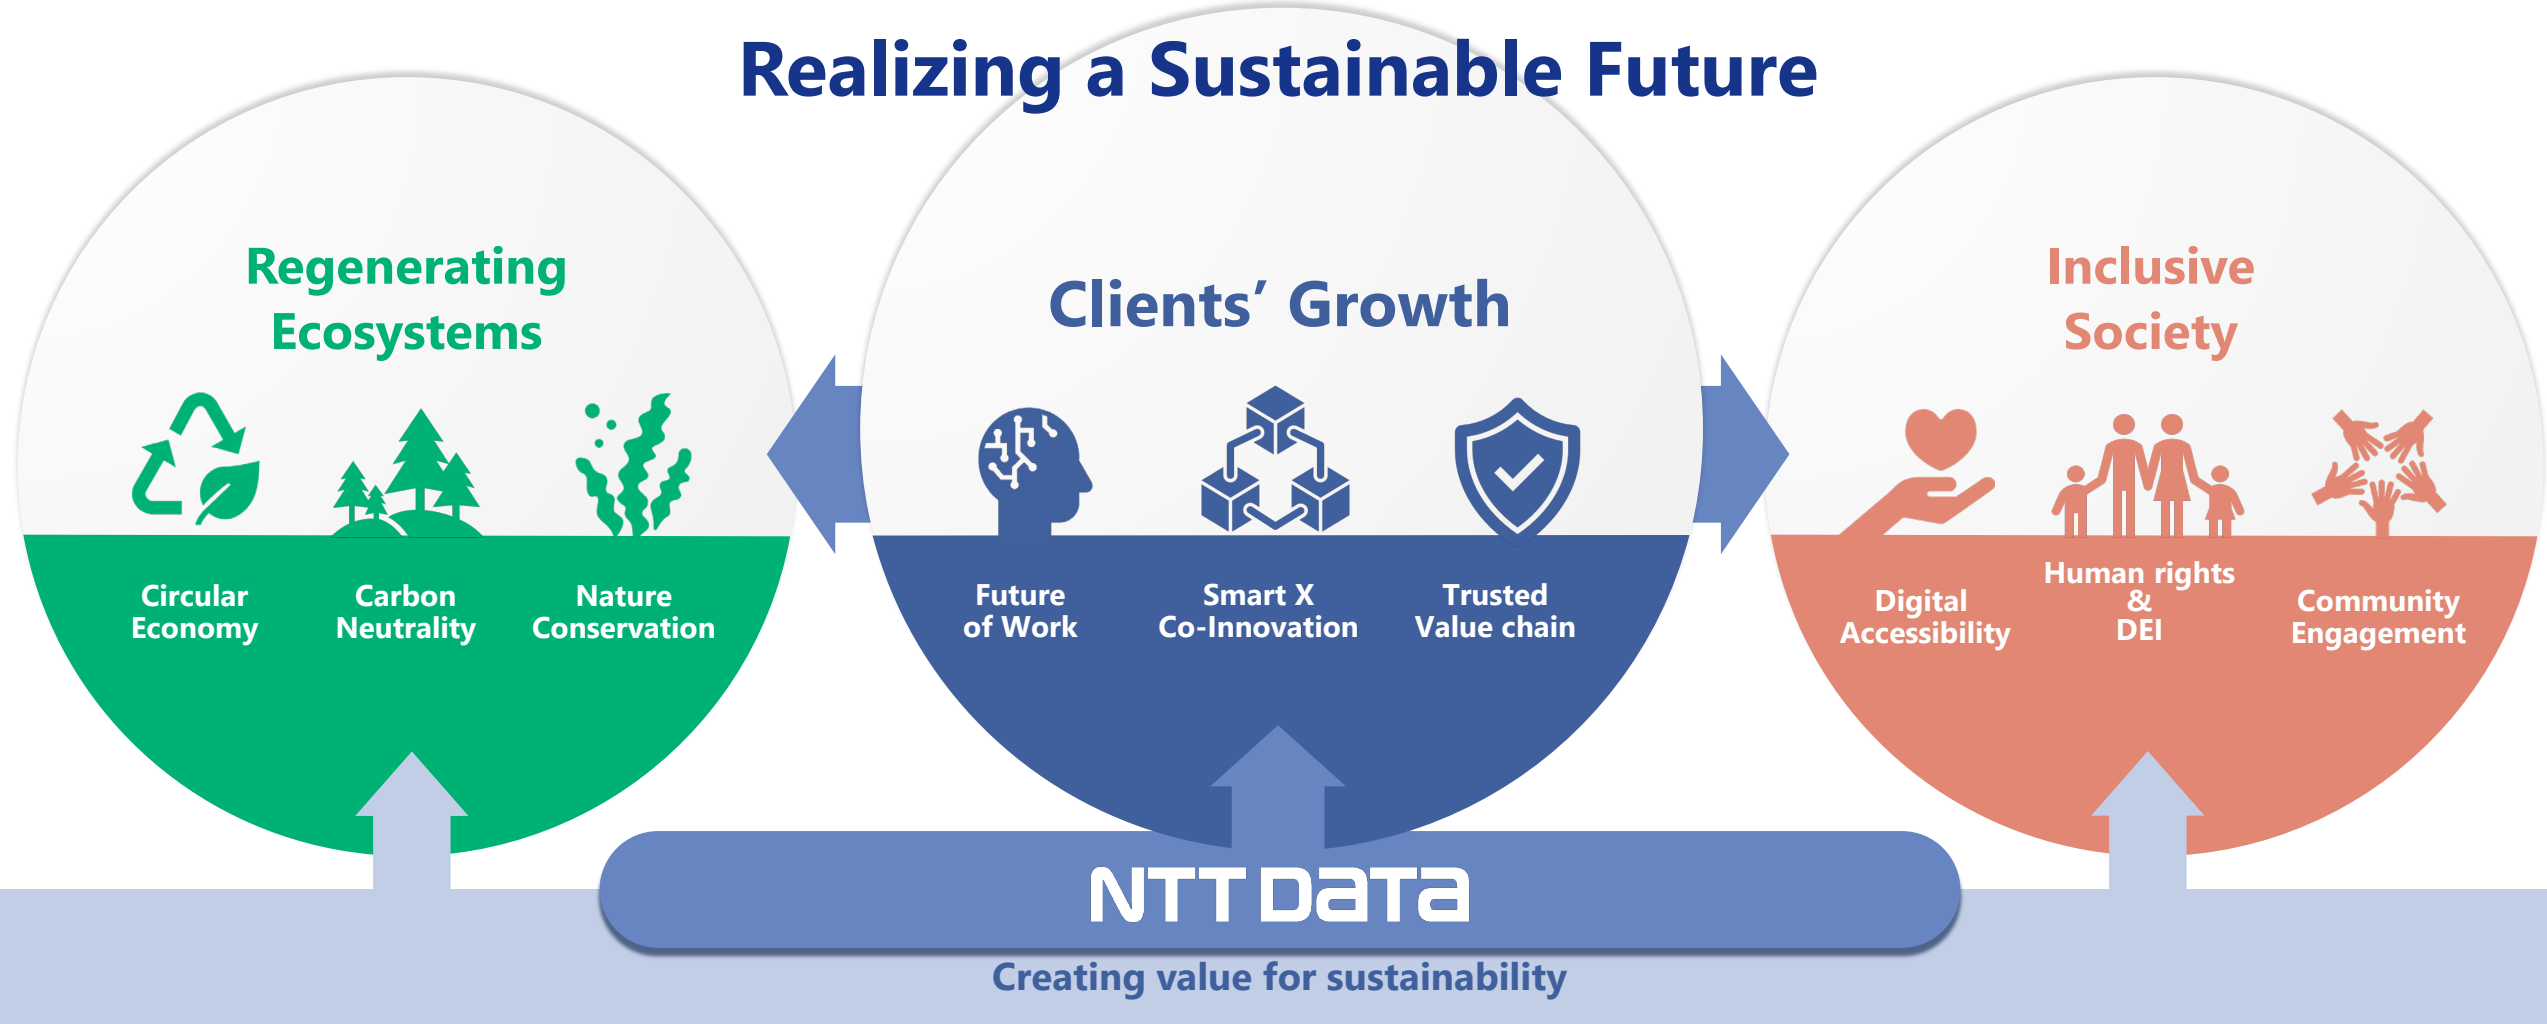 Realizing a Sustainable Future
Regenerating
Ecosystems
Circular
Economy
Carbon
Neutrality
Nature
Conservation
Clients’ Growth
Future
of Work
Smart X
Co-Innovation
Trusted
Value chain
Inclusive
Society
Digital
Accessibility
Human rights
&
DEI
Community
Engagement
NTT DATA
Creating value for sustainability